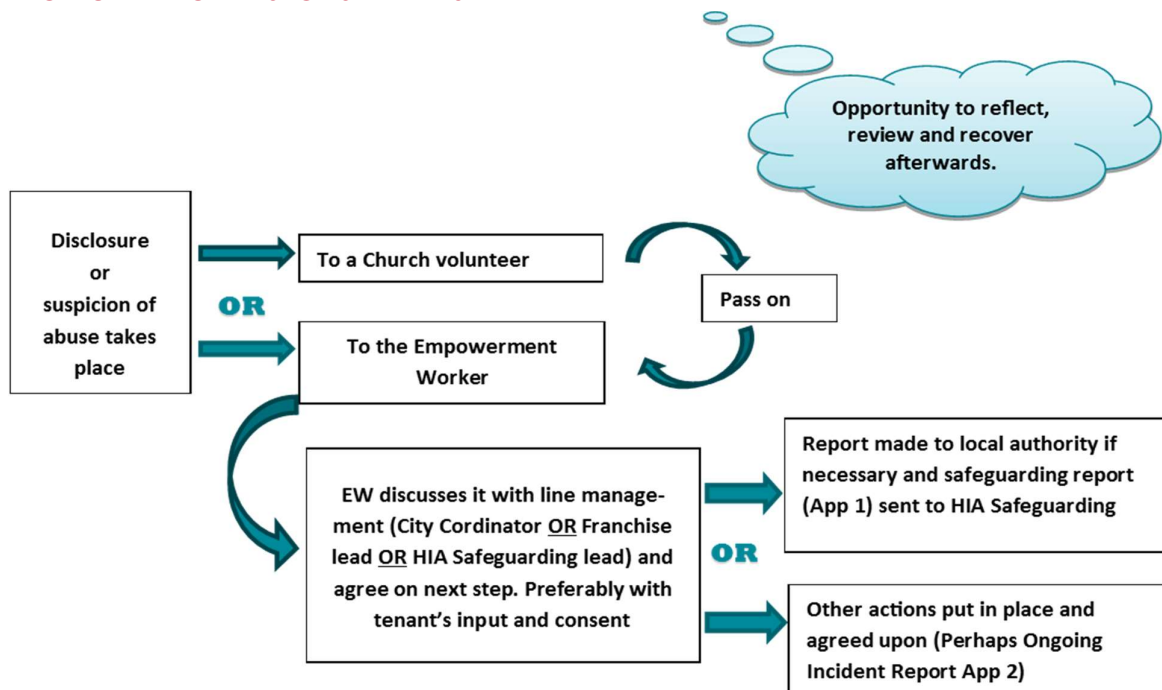 Opportunity to reflect,
review and recover
afterwards.
Disclosure
or
suspicion of
abuse takes
place
To a Church volunteer
OR
To the Empowerment
Worker
Pass on
EW discusses it with line manage-
ment (City Cordinator OR Franchise
lead OR HIA Safeguarding lead) and
agree on next step. Preferably with
tenant’s input and consent
Report made to local authority if
necessary and safeguarding report
(App 1) sent to HIA Safeguarding
OR
Other actions put in place and
agreed upon (Perhaps Ongoing
Incident Report App 2)